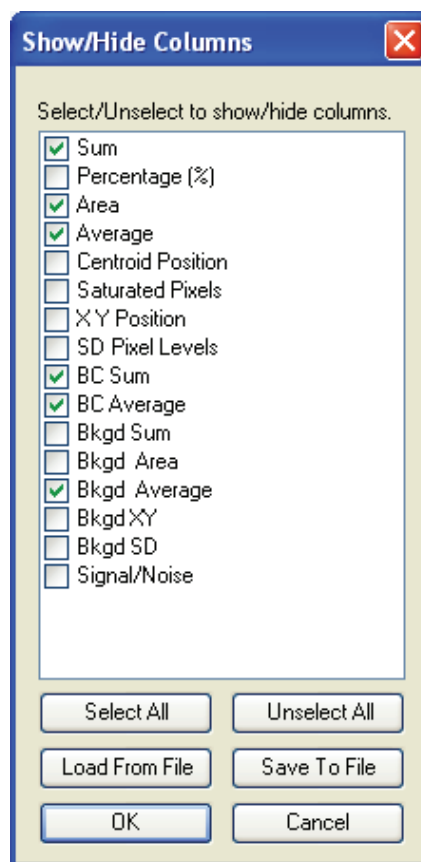 Show/Hide Columns
Select/Unselect to show/hide columns.
Sum
Percentage (%)
Area
Average
Centroid Position
Saturated Pixels
X Y Position
SD Pixel Levels
BC Sum
BC Average
Bkgd Sum
Bkgd  Area
Bkgd  Average
Bkgd XY
Bkgd SD
Signal/Noise
Select All
Unselect All
Load From File
Save To File
OK
Cancel